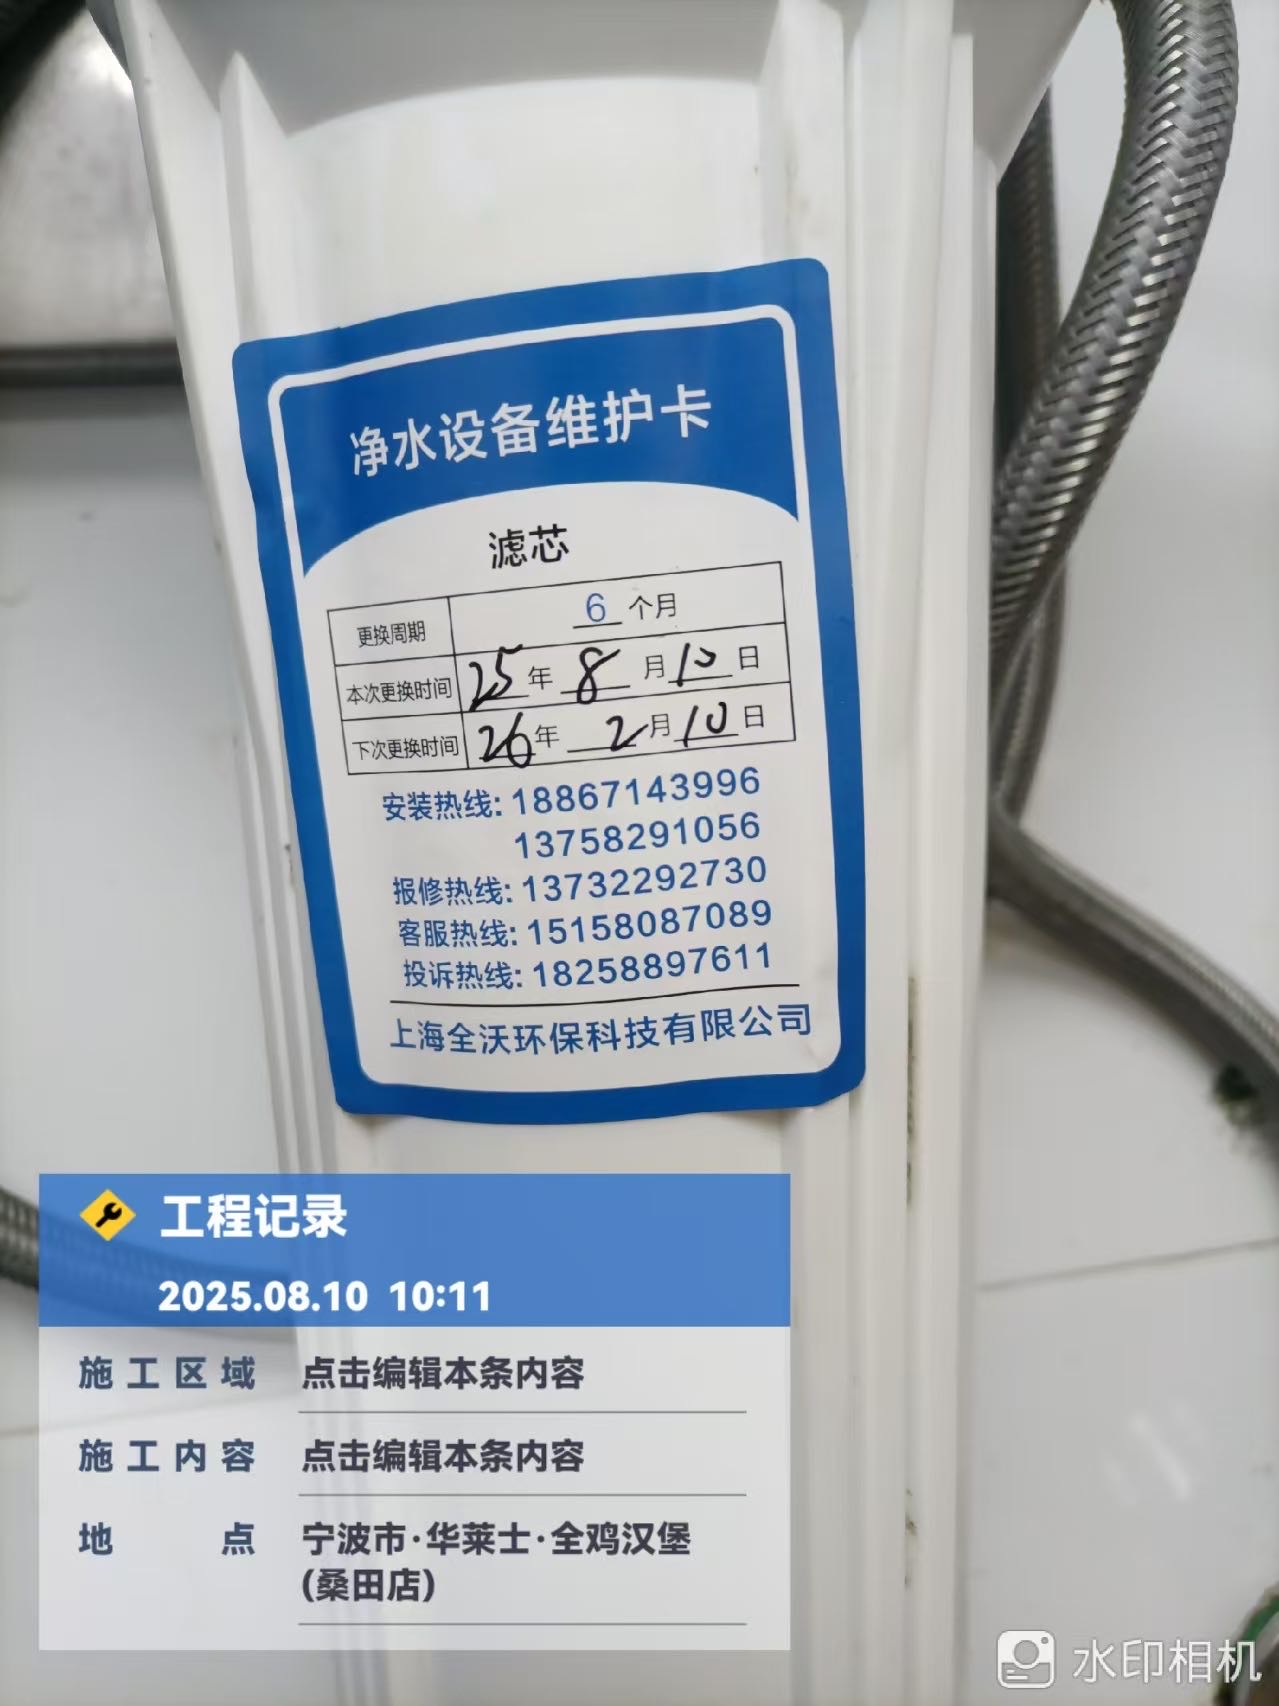 净水设备维护卡
滤芯
更换周期 6 个月
本次更换时间 25 年 8 月 10 日
下次更换时间 26 年 2 月 10 日
安装热线: 18867143996
13758291056
报修热线: 13732292730
客服热线: 15158087089
投诉热线: 18258897611
上海全沃环保科技有限公司
工程记录
2025.08.10 10:11
施工区域 点击编辑本条内容
施工内容 点击编辑本条内容
地点 宁波市·华莱士·全鸡汉堡
(桑田店)
水印相机